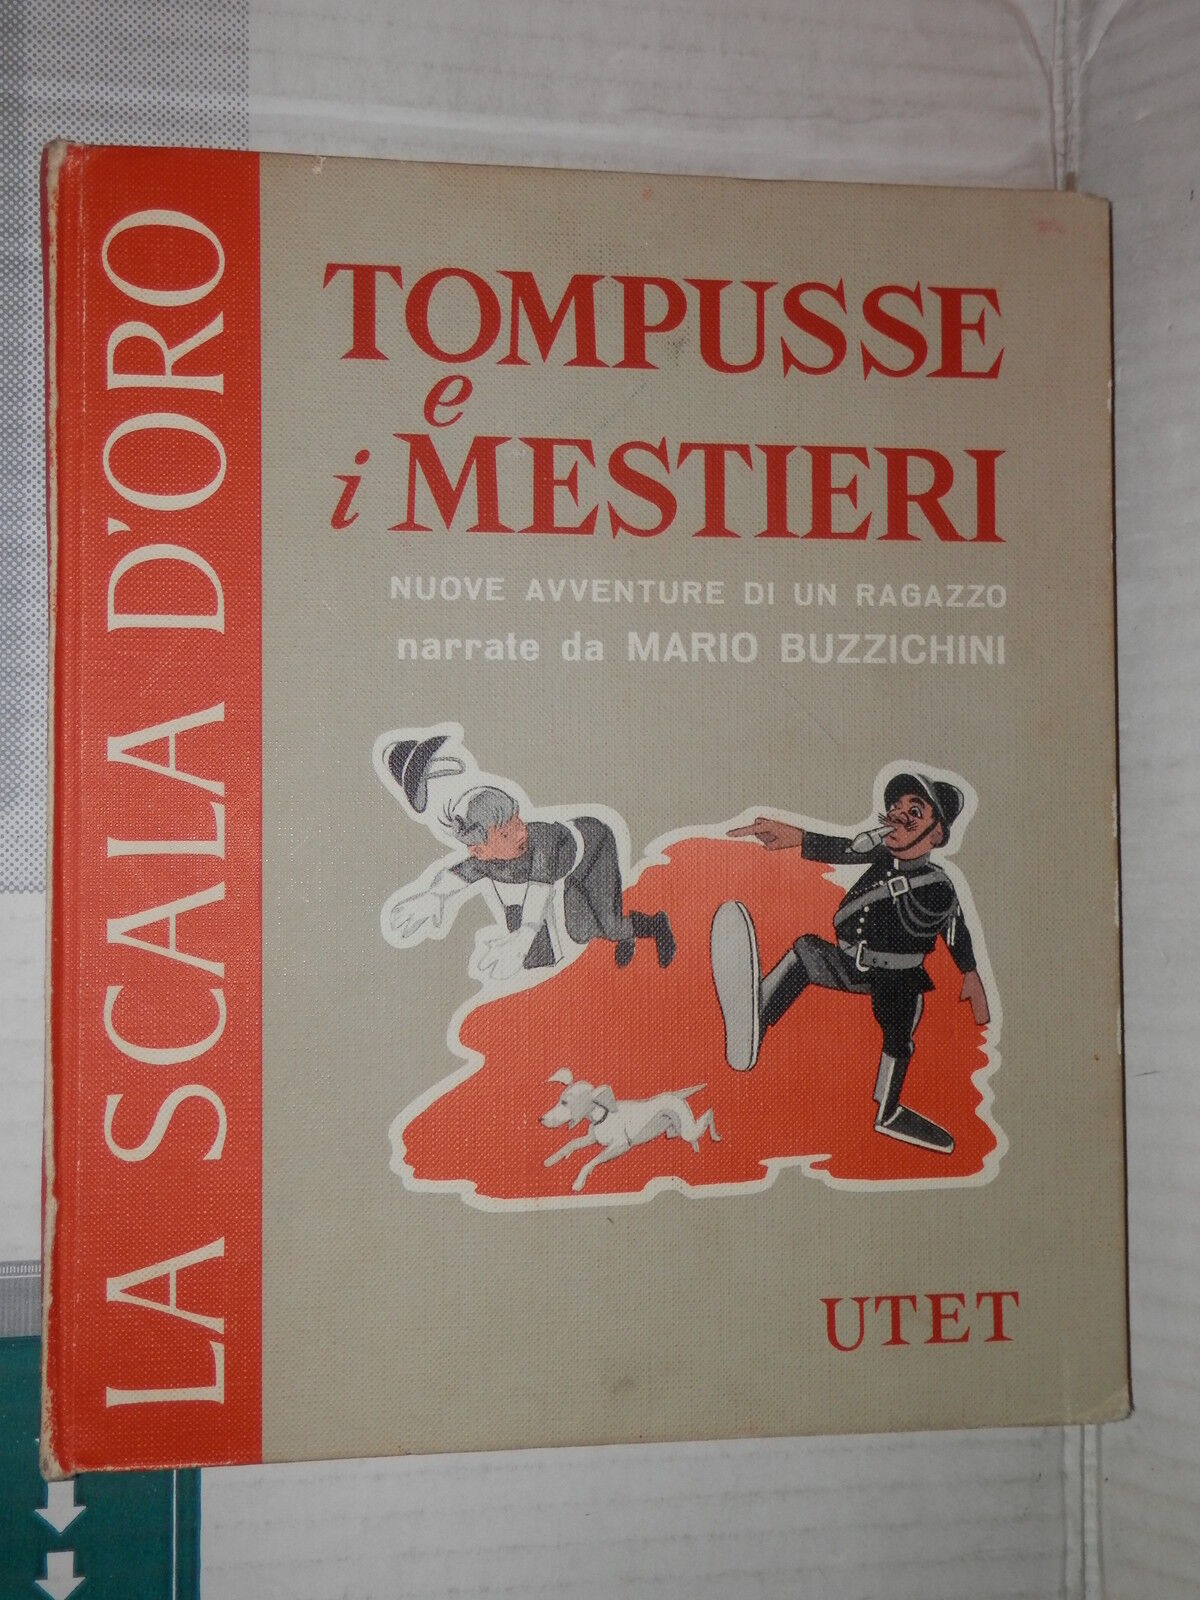 LA SCALA D'ORO
TOMPUSSE
e
i MESTIERI
NUOVE AVVENTURE DI UN RAGAZZO
narrate da MARIO BUZZICHINI
UTET